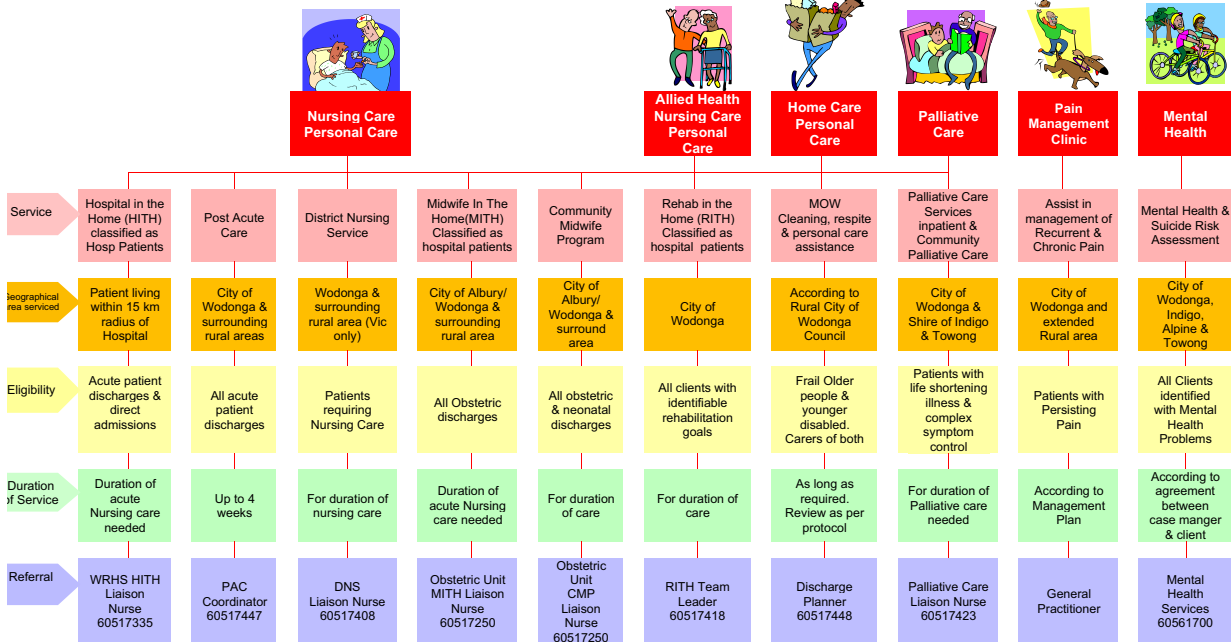 Nursing Care
Personal Care
Allied Health
Nursing Care
Personal
Care
Home Care
Personal
Care
Palliative
Care
Pain
Management
Clinic
Mental
Health
Service
Hospital in the
Home (HITH)
classified as
Hosp Patients
Post Acute
Care
District Nursing
Service
Midwife In The
Home(MITH)
Classified as
hospital patients
Community
Midwife
Program
Rehab in the
Home (RITH)
Classified as
hospital patients
MOW
Cleaning, respite
& personal care
assistance
Palliative Care
Services
inpatient &
Community
Palliative Care
Assist in
management of
Recurrent &
Chronic Pain
Mental Health &
Suicide Risk
Assessment
Geographical
area serviced
Patient living
within 15 km
radius of
Hospital
City of
Wodonga &
surrounding
rural areas
Wodonga &
surrounding
rural area (Vic
only)
City of Albury/
Wodonga &
surrounding
rural area
City of
Albury/
Wodonga &
surround
area
City of
Wodonga
According to
Rural City of
Wodonga
Council
City of
Wodonga &
Shire of Indigo
& Towong
City of
Wodonga and
extended
Rural area
City of
Wodonga,
Indigo,
Alpine &
Towong
Eligibility
Acute patient
discharges &
direct
admissions
All acute
patient
discharges
Patients
requiring
Nursing Care
All Obstetric
discharges
All obstetric
& neonatal
discharges
All clients with
identifiable
rehabilitation
goals
Frail Older
people &
younger
disabled.
Carers of both
Patients with
life shortening
illness &
complex
symptom
control
Patients with
Persisting
Pain
All Clients
identified
with Mental
Health
Problems
Duration
of Service
Duration of
acute
Nursing care
needed
Up to 4
weeks
For duration of
nursing care
Duration of
acute Nursing
care needed
For duration
of care
For duration of
care
As long as
required.
Review as per
protocol
For duration of
Palliative care
needed
According to
Management
Plan
According to
agreement
between
case manger
& client
Referral
WRHS HITH
Liaison
Nurse
60517335
PAC
Coordinator
60517447
DNS
Liaison Nurse
60517408
Obstetric Unit
MITH Liaison
Nurse
60517250
Obstetric
Unit
CMP
Liaison
Nurse
60517250
RITH Team
Leader
60517418
Discharge
Planner
60517448
Palliative Care
Liaison Nurse
60517423
General
Practitioner
Mental
Health
Services
60561700